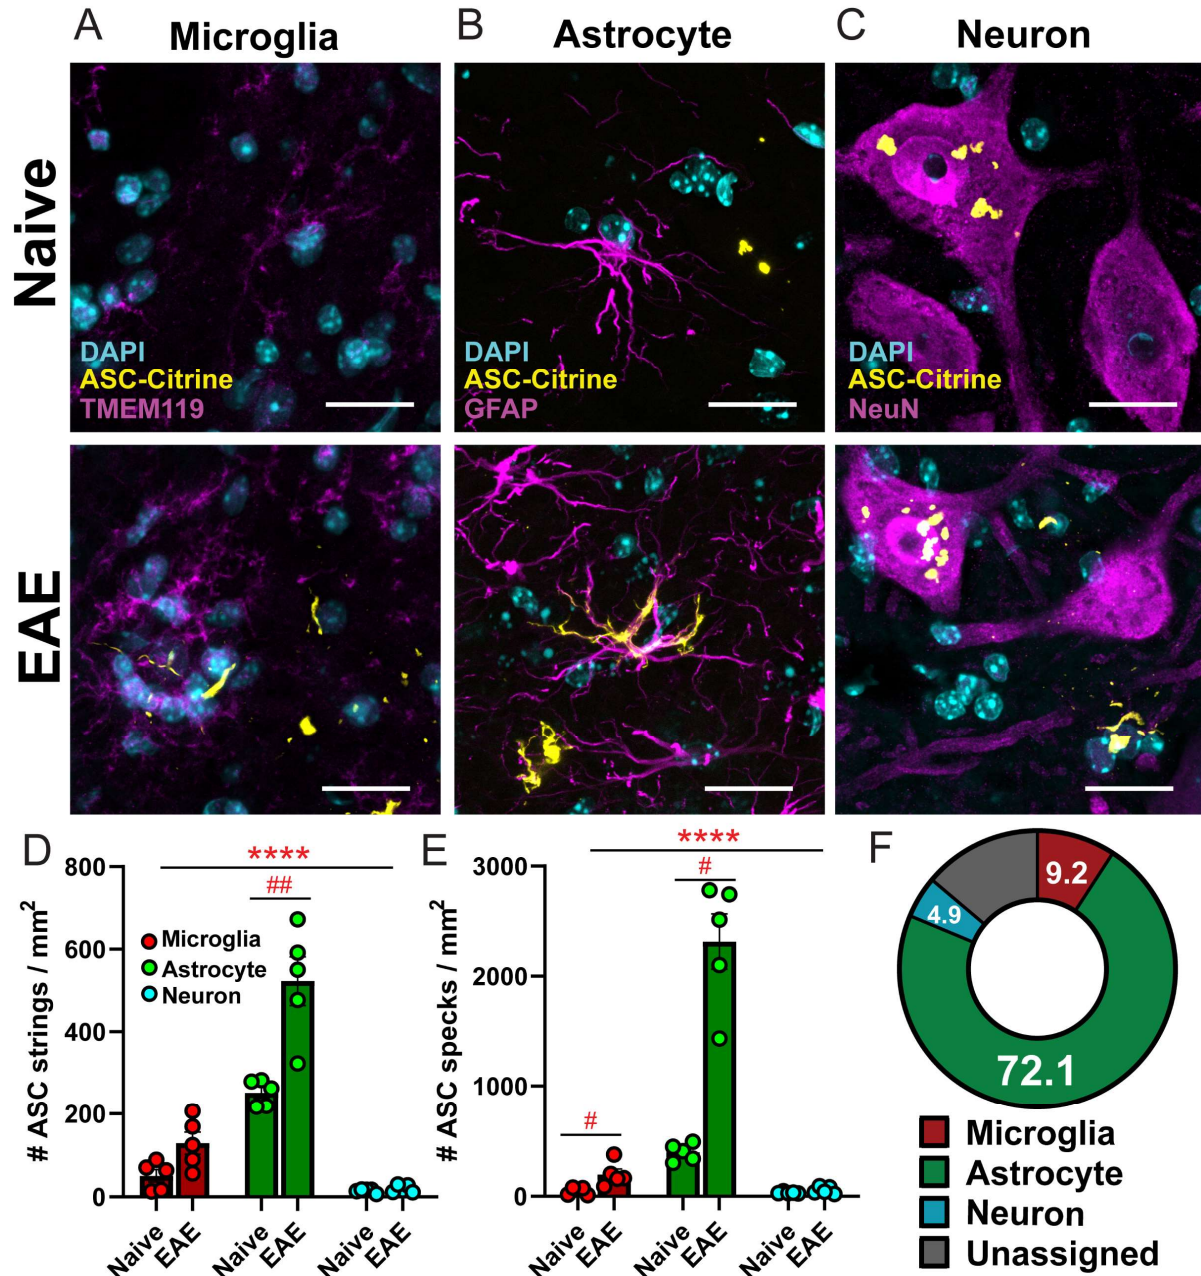 A
Microglia
B
Astrocyte
C
Neuron
Naive
DAPI
ASC-Citrine
TMEM119
DAPI
ASC-Citrine
GFAP
DAPI
ASC-Citrine
NeuN
EAE
D
# ASC strings / mm²
800
600
400
200
0
****
##
Microglia
Astrocyte
Neuron
Naive
EAE
Naive
EAE
Naive
EAE
E
# ASC specks / mm²
3000
2000
1000
0
****
#
#
Naive
EAE
Naive
EAE
Naive
EAE
F
9.2
4.9
72.1
Microglia
Astrocyte
Neuron
Unassigned